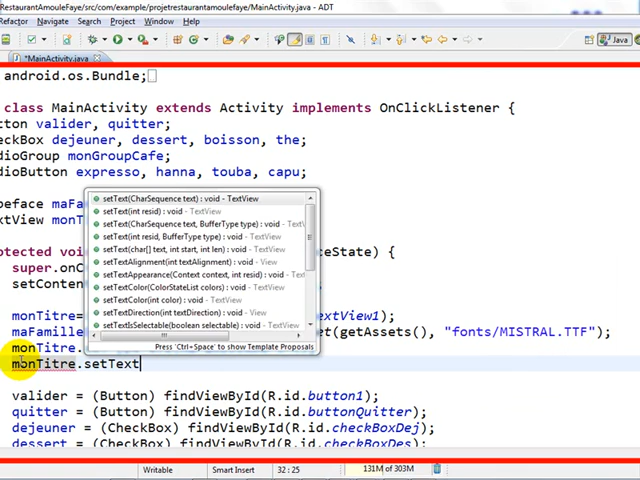 RestaurantAmouleFaye/src/com/example/projetrestaurantamoulefaye/MainActivity.java - ADT
Refactor Navigate Search Project Window Help
Java
*MainActivity.java
android.os.Bundle;
class MainActivity extends Activity implements OnClickListener {
tton valider, quitter;
eckBox dejeuner, dessert, boisson, the;
dioGroup monGroupCafe;
dioButton expresso, hanna, touba, capu;
peface maFa
xtView monT
setText(CharSequence text) : void - TextView
setText(int resid) : void - TextView
setText(CharSequence text, BufferType type) : void - TextView
setText(int resid, BufferType type) : void - TextView
setText(char[] text, int start, int len) : void - TextView
setTextAlignment(int textAlignment) : void - View
setTextAppearance(Context context, int resid) : void - TextView
setTextColor(ColorStateList colors) : void - TextView
setTextColor(int color) : void - TextView
setTextDirection(int textDirection) : void - View
setTextIsSelectable(boolean selectable) : void - TextView
Press 'Ctrl+Space' to show Template Proposals
otected void
ceState) {
super.onC
setConten
monTitre=
extView1);
maFamille
et(getAssets(), "fonts/MISTRAL.TTF");
monTitre.
monTitre.setText
valider = (Button) findViewById(R.id.button1);
quitter = (Button) findViewById(R.id.buttonQuitter);
dejeuner = (CheckBox) findViewById(R.id.checkBoxDej);
dessert = (CheckBox) findViewById(R.id.checkBoxDes);
Writable Smart Insert 32 : 25 131M of 303M